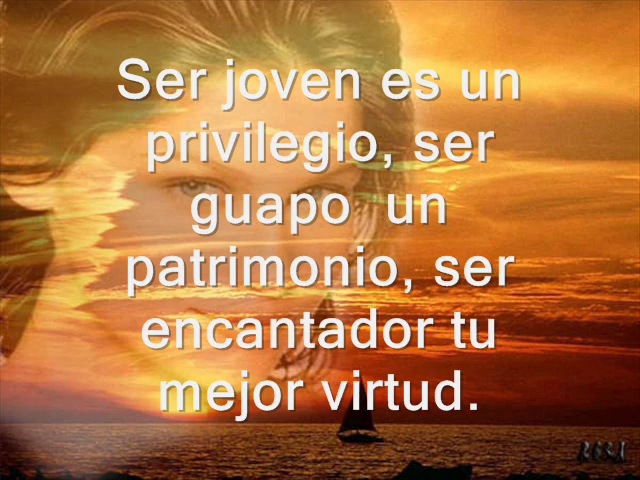 Ser joven es un
privilegio, ser
guapo un
patrimonio, ser
encantador tu
mejor virtud.